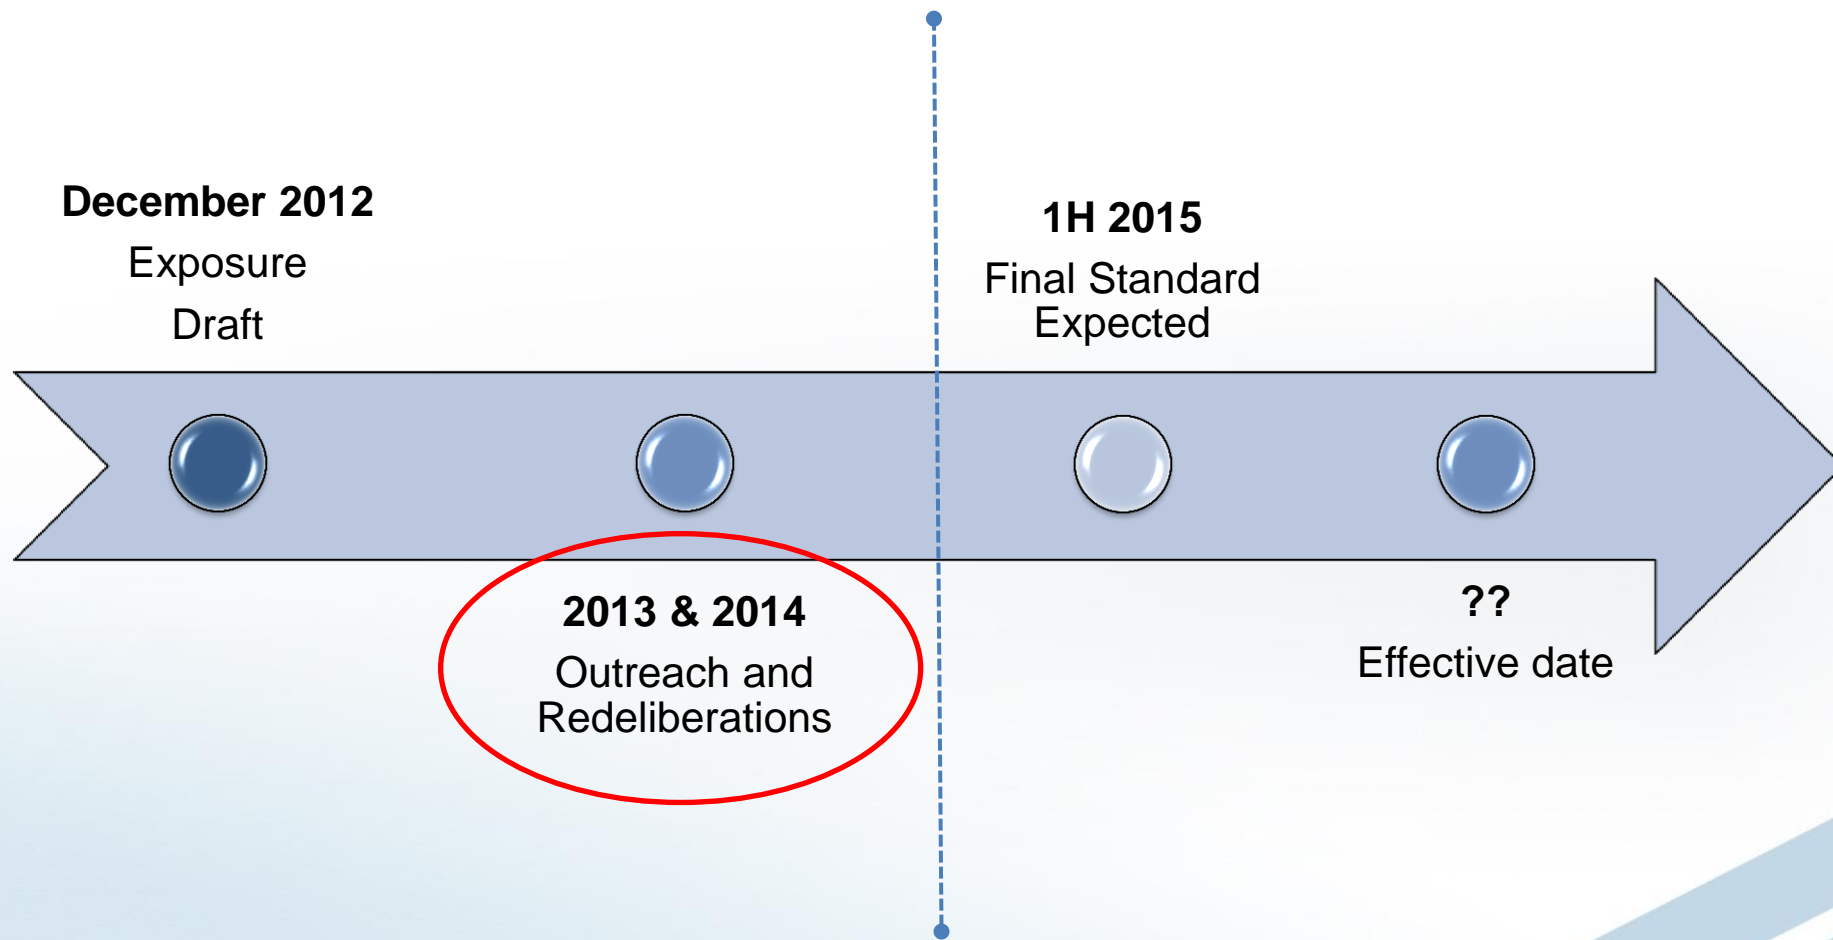 December 2012
Exposure
Draft
2013 & 2014
Outreach and
Redeliberations
1H 2015
Final Standard
Expected
??
Effective date